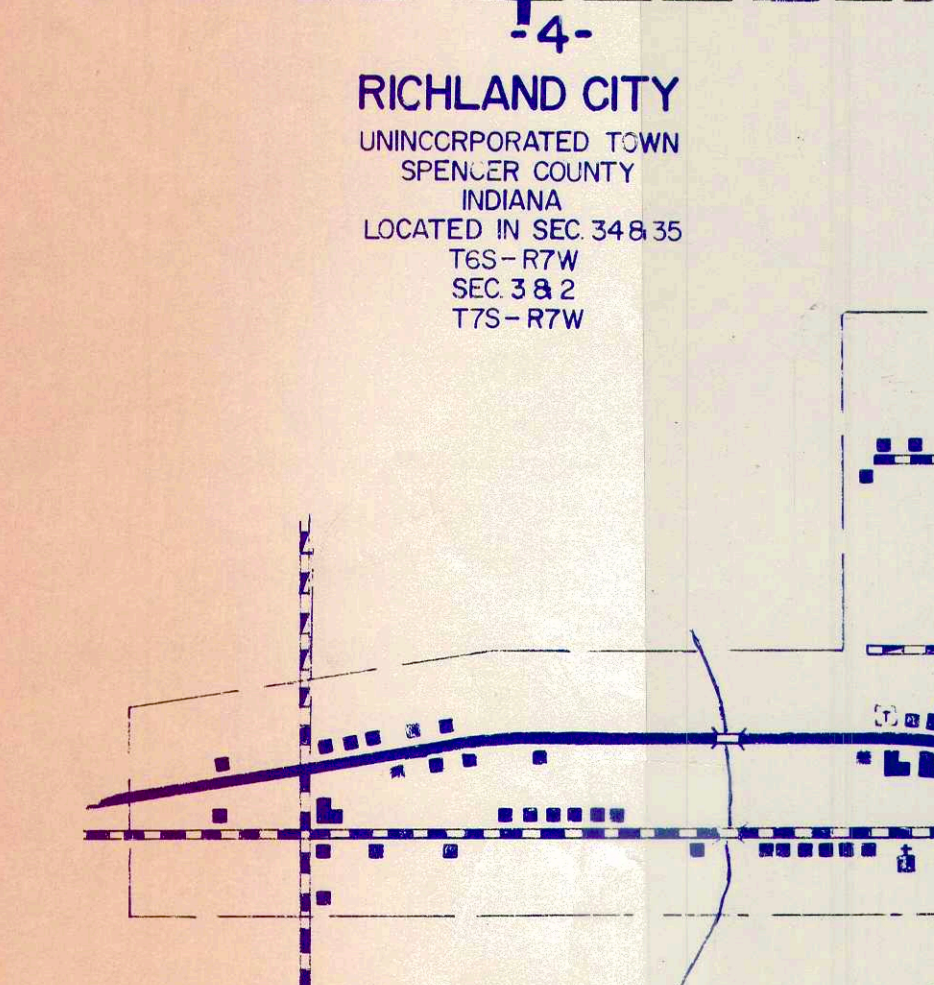 -4-
RICHLAND CITY
UNINCORPORATED TOWN
SPENCER COUNTY
INDIANA
LOCATED IN SEC. 34 & 35
T6S-R7W
SEC. 3 & 2
T7S-R7W
T